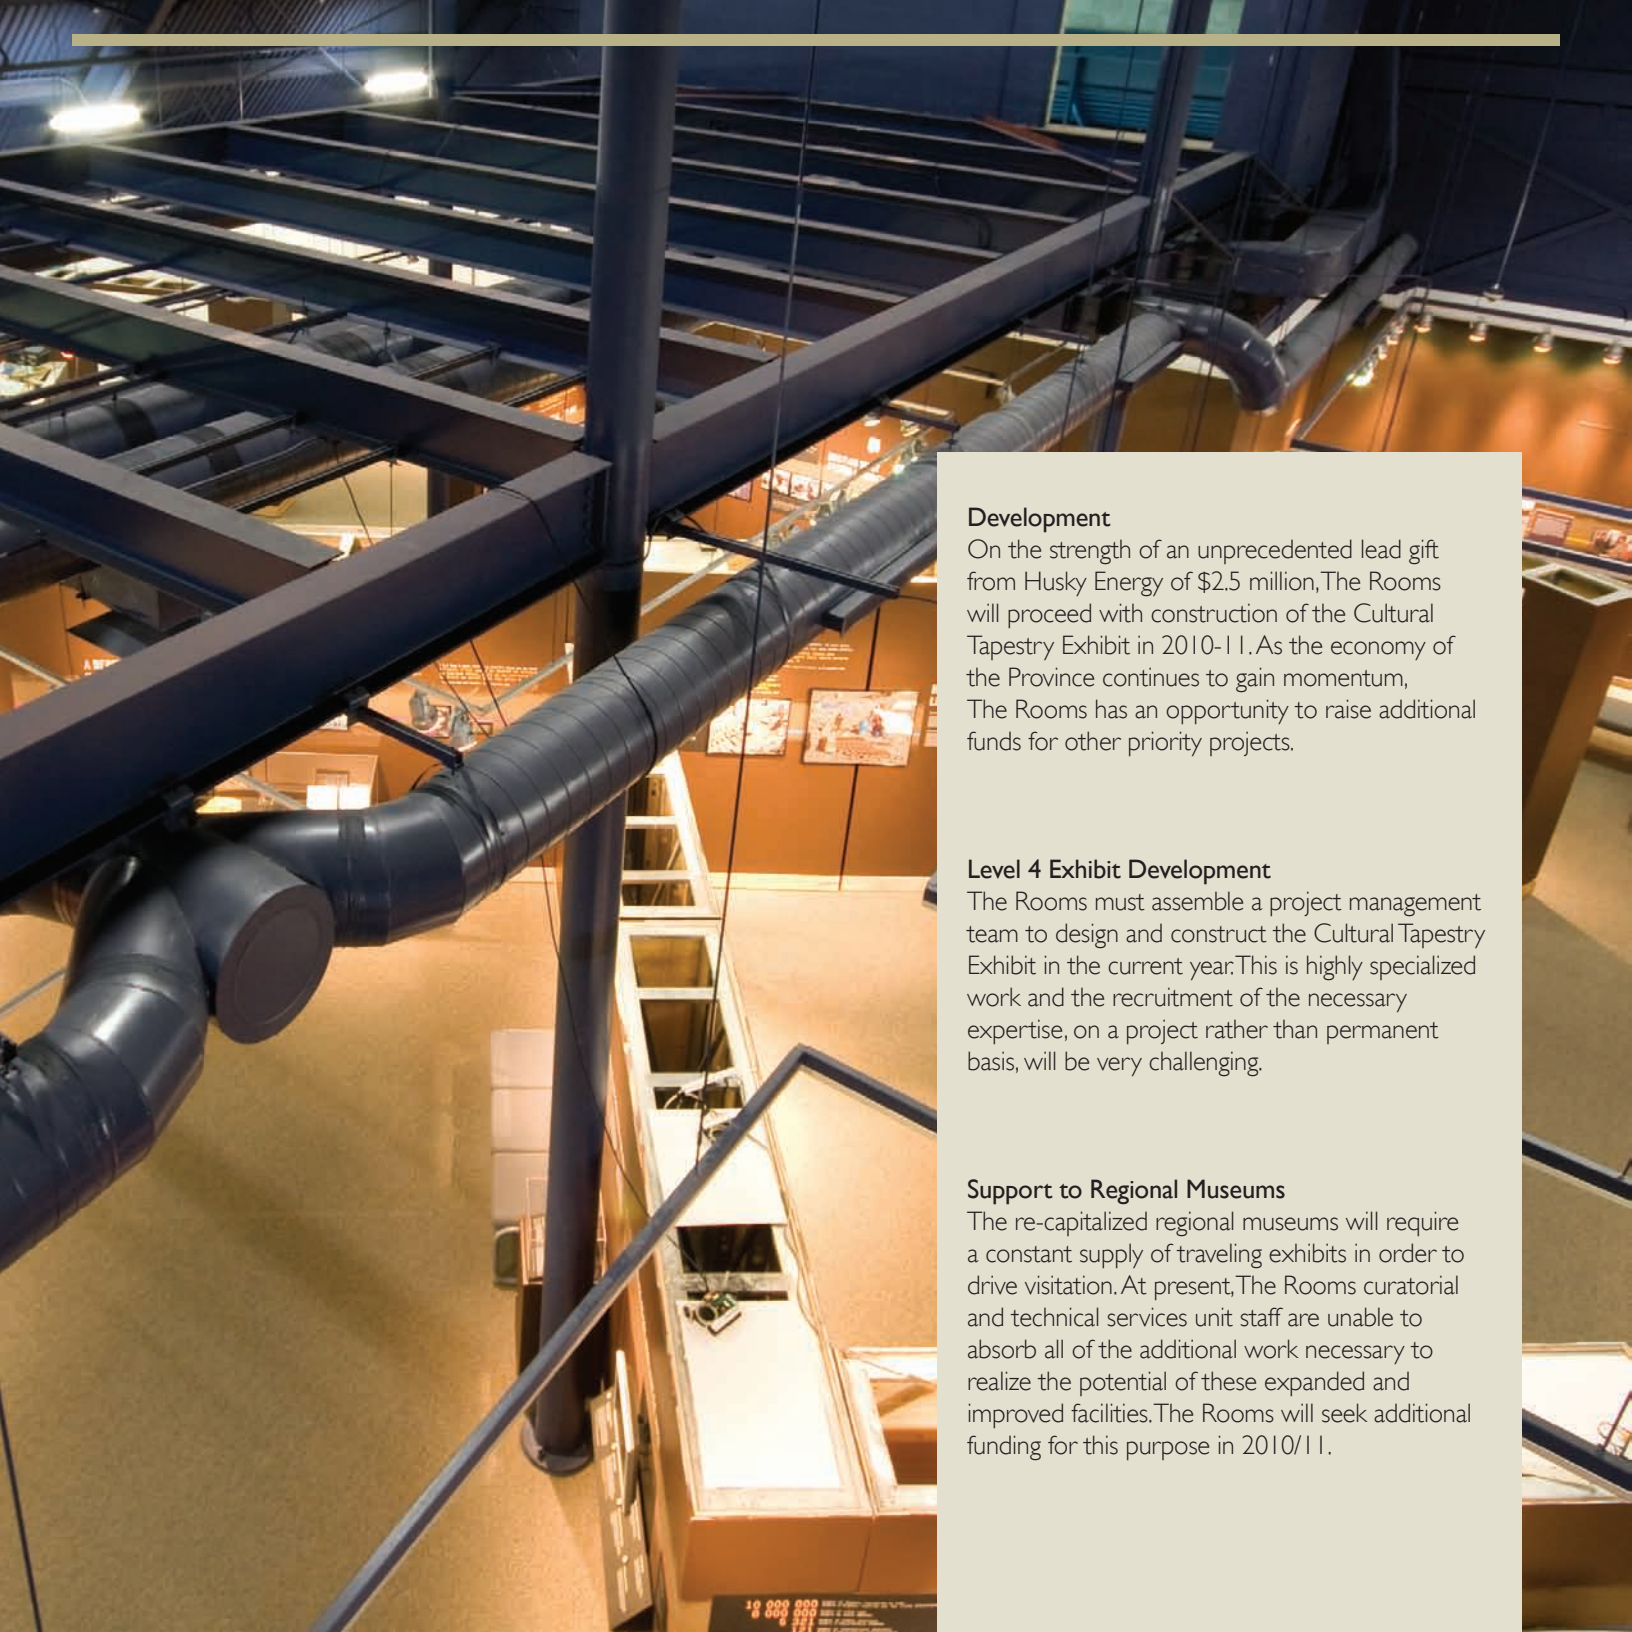 Development
On the strength of an unprecedented lead gift
from Husky Energy of $2.5 million, The Rooms
will proceed with construction of the Cultural
Tapestry Exhibit in 2010-11. As the economy of
the Province continues to gain momentum,
The Rooms has an opportunity to raise additional
funds for other priority projects.
Level 4 Exhibit Development
The Rooms must assemble a project management
team to design and construct the Cultural Tapestry
Exhibit in the current year. This is highly specialized
work and the recruitment of the necessary
expertise, on a project rather than permanent
basis, will be very challenging.
Support to Regional Museums
The re-capitalized regional museums will require
a constant supply of traveling exhibits in order to
drive visitation. At present, The Rooms curatorial
and technical services unit staff are unable to
absorb all of the additional work necessary to
realize the potential of these expanded and
improved facilities. The Rooms will seek additional
funding for this purpose in 2010/11.
10 000 000